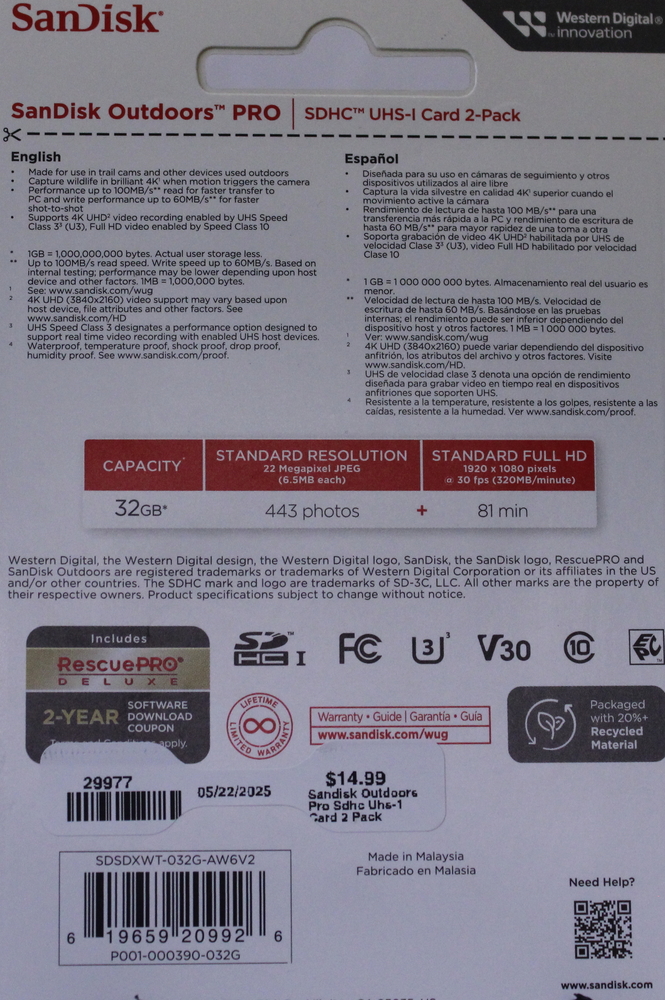 SanDisk®
Western Digital®
innovation
SanDisk Outdoors™ PRO | SDHC™ UHS-I Card 2-Pack
English
• Made for use in trail cams and other devices used outdoors
• Capture wildlife in brilliant 4K¹ when motion triggers the camera
• Performance up to 100MB/s** read for faster transfer to
PC and write performance up to 60MB/s** for faster
shot-to-shot
• Supports 4K UHD² video recording enabled by UHS Speed
Class 3³ (U3), Full HD video enabled by Speed Class 10
* 1GB = 1,000,000,000 bytes. Actual user storage less.
** Up to 100MB/s read speed. Write speed up to 60MB/s. Based on
internal testing; performance may be lower depending upon host
device and other factors. 1MB = 1,000,000 bytes.
¹ See: www.sandisk.com/wug
² 4K UHD (3840x2160) video support may vary based upon
host device, file attributes and other factors. See
www.sandisk.com/HD
³ UHS Speed Class 3 designates a performance option designed to
support real time video recording with enabled UHS host devices.
⁴ Waterproof, temperature proof, shock proof, drop proof,
humidity proof. See www.sandisk.com/proof.
Español
• Diseñada para su uso en cámaras de seguimiento y otros
dispositivos utilizados al aire libre
• Captura la vida silvestre en calidad 4K¹ superior cuando el
movimiento active la cámara
• Rendimiento de lectura de hasta 100 MB/s** para una
transferencia más rápida a la PC y rendimiento de escritura de
hasta 60 MB/s** para mayor rapidez de una toma a otra
• Soporta grabación de video 4K UHD² habilitada por UHS de
velocidad Clase 3³ (U3), video Full HD habilitado por velocidad
Clase 10
* 1 GB = 1 000 000 000 bytes. Almacenamiento real del usuario es
menor.
** Velocidad de lectura de hasta 100 MB/s. Velocidad de
escritura de hasta 60 MB/s. Basándose en las pruebas
internas; el rendimiento puede ser inferior dependiendo del
dispositivo host y otros factores. 1 MB = 1 000 000 bytes.
¹ Ver: www.sandisk.com/wug
² 4K UHD (3840x2160) puede variar dependiendo del dispositivo
anfitrión, los atributos del archivo y otros factores. Visite
www.sandisk.com/HD.
³ UHS de velocidad clase 3 denota una opción de rendimiento
diseñada para grabar video en tiempo real en dispositivos
anfitriones que soporten UHS.
⁴ Resistente a la temperatura, resistente a los golpes, resistente a las
caídas, resistente a la humedad. Ver www.sandisk.com/proof.
CAPACITY*
STANDARD RESOLUTION
22 Megapixel JPEG
(6.5MB each)
STANDARD FULL HD
1920 x 1080 pixels
@ 30 fps (320MB/minute)
32GB*
443 photos + 81 min
Western Digital, the Western Digital design, the Western Digital logo, SanDisk, the SanDisk logo, RescuePRO and
SanDisk Outdoors are registered trademarks or trademarks of Western Digital Corporation or its affiliates in the US
and/or other countries. The SDHC mark and logo are trademarks of SD-3C, LLC. All other marks are the property of
their respective owners. Product specifications subject to change without notice.
Includes
RescuePRO®
DELUXE
2-YEAR
SOFTWARE
DOWNLOAD
COUPON
apply.
SDHC™ I
FC
U3³
V30
10
LIFETIME
LIMITED WARRANTY
Warranty • Guide | Garantía • Guía
www.sandisk.com/wug
Packaged
with 20%+
Recycled
Material
29977
05/22/2025
$14.99
Sandisk Outdoors
Pro Sdhc Uhs-1
Card 2 Pack
SDSDXWT-032G-AW6V2
6 19659 20992 6
P001-000390-032G
Made in Malaysia
Fabricado en Malasia
Need Help?
www.sandisk.com